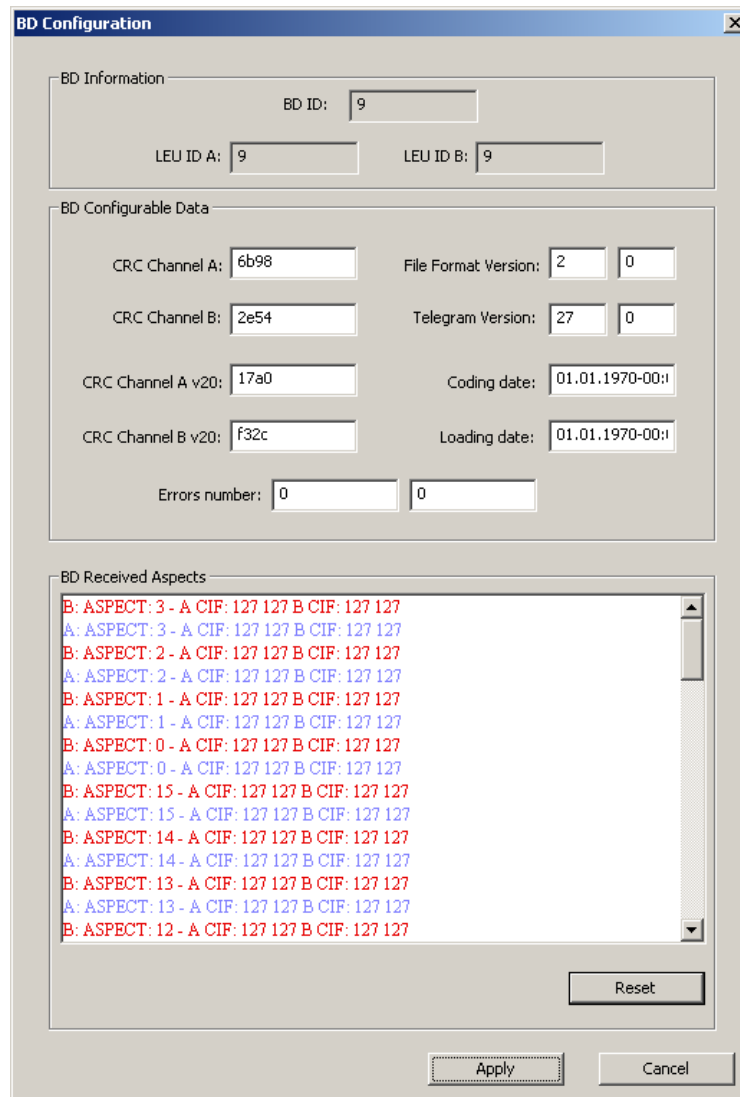 BD Configuration
BD Information
BD ID: 9
LEU ID A: 9 LEU ID B: 9
BD Configurable Data
CRC Channel A: 6b98 File Format Version: 2 0
CRC Channel B: 2e54 Telegram Version: 27 0
CRC Channel A v20: 17a0 Coding date: 01.01.1970-00:
CRC Channel B v20: f32c Loading date: 01.01.1970-00:
Errors number: 0 0
BD Received Aspects
B: ASPECT: 3 - A CIF: 127 127 B CIF: 127 127
A: ASPECT: 3 - A CIF: 127 127 B CIF: 127 127
B: ASPECT: 2 - A CIF: 127 127 B CIF: 127 127
A: ASPECT: 2 - A CIF: 127 127 B CIF: 127 127
B: ASPECT: 1 - A CIF: 127 127 B CIF: 127 127
A: ASPECT: 1 - A CIF: 127 127 B CIF: 127 127
B: ASPECT: 0 - A CIF: 127 127 B CIF: 127 127
A: ASPECT: 0 - A CIF: 127 127 B CIF: 127 127
B: ASPECT: 15 - A CIF: 127 127 B CIF: 127 127
A: ASPECT: 15 - A CIF: 127 127 B CIF: 127 127
B: ASPECT: 14 - A CIF: 127 127 B CIF: 127 127
A: ASPECT: 14 - A CIF: 127 127 B CIF: 127 127
B: ASPECT: 13 - A CIF: 127 127 B CIF: 127 127
A: ASPECT: 13 - A CIF: 127 127 B CIF: 127 127
B: ASPECT: 12 - A CIF: 127 127 B CIF: 127 127
Reset
Apply Cancel